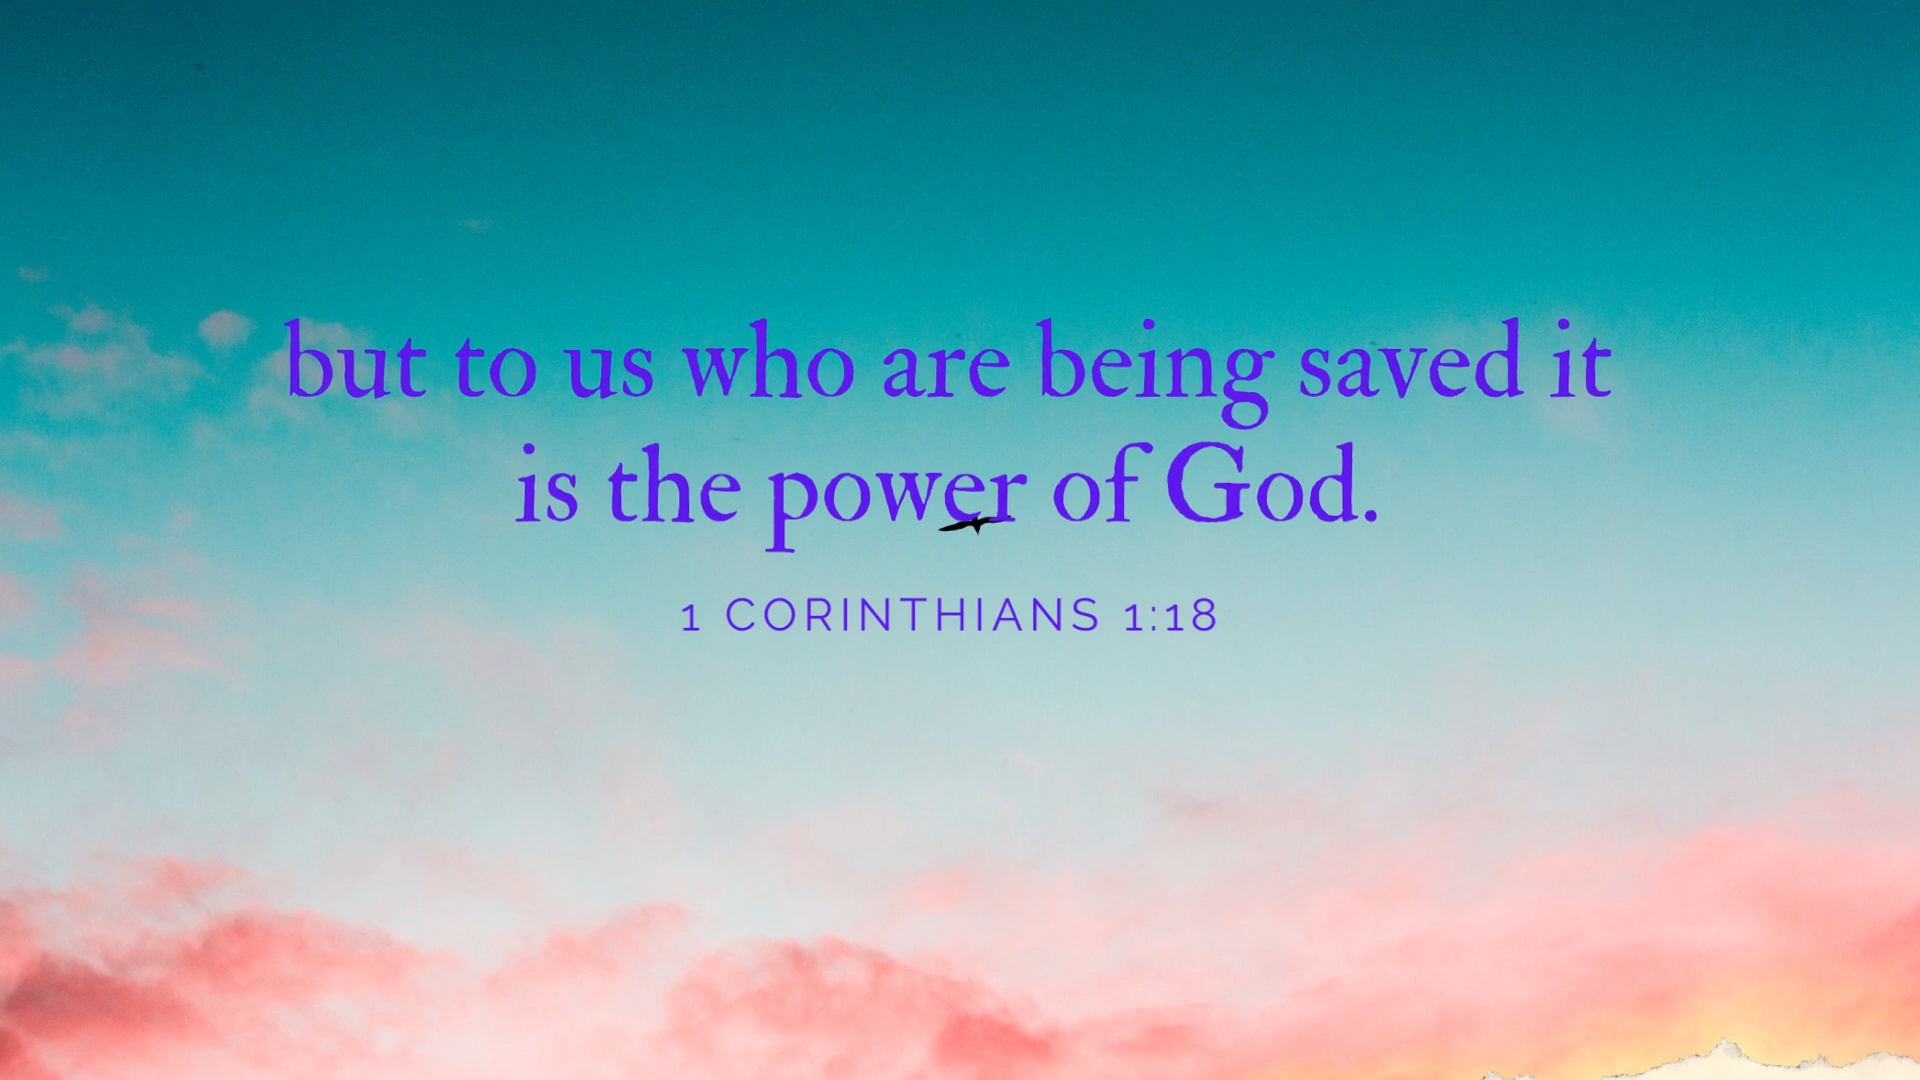 but to us who are being saved it
is the power of God.
1 CORINTHIANS 1:18